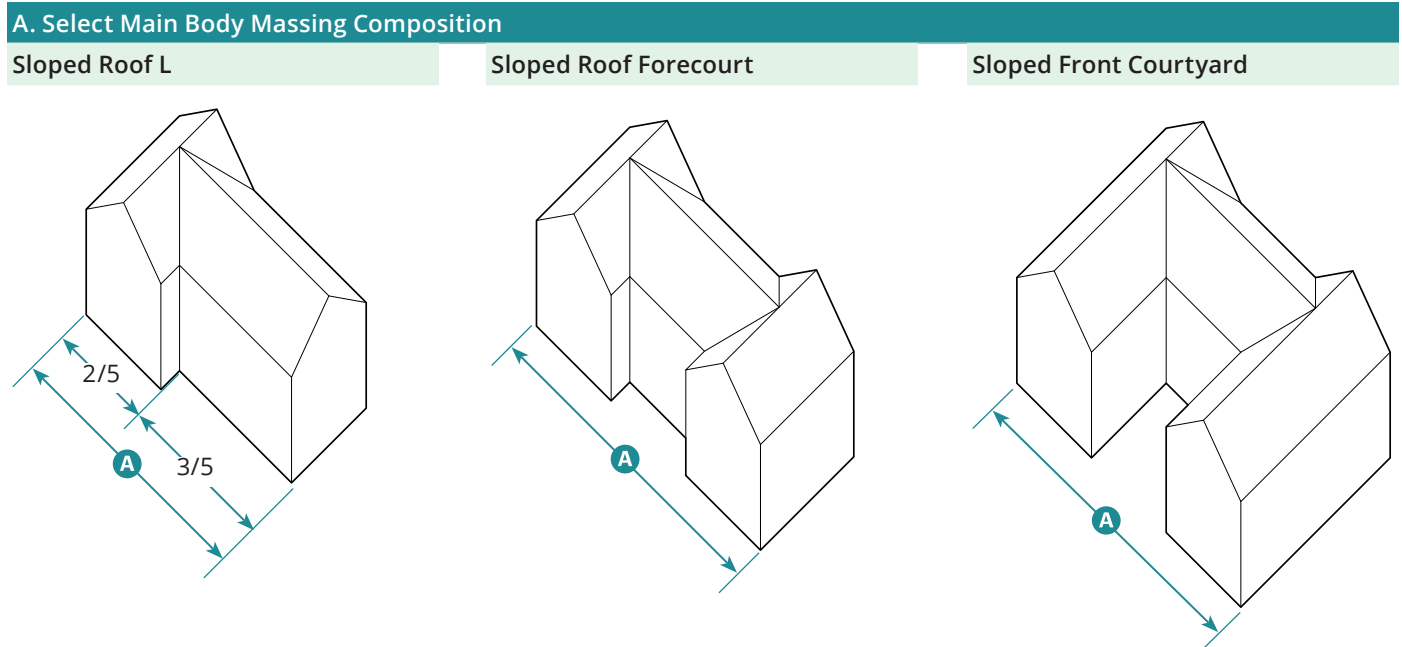 A. Select Main Body Massing Composition
Sloped Roof L
Sloped Roof Forecourt
Sloped Front Courtyard
2/5
3/5
A
A
A